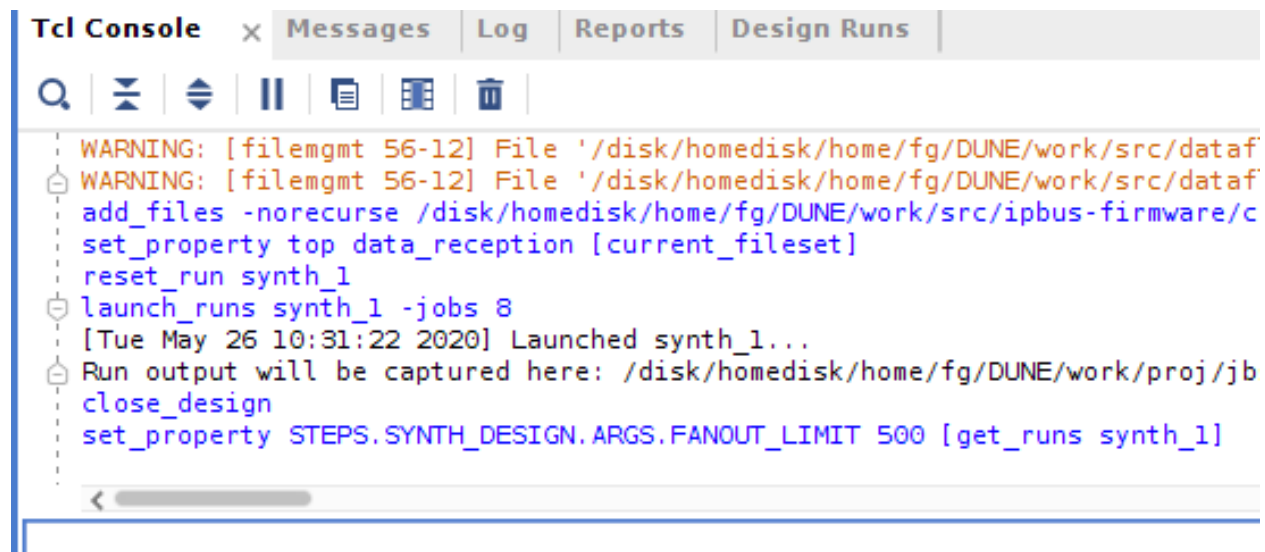 Tcl Console × Messages Log Reports Design Runs
WARNING: [filemgmt 56-12] File '/disk/homedisk/home/fg/DUNE/work/src/dataf
WARNING: [filemgmt 56-12] File '/disk/homedisk/home/fg/DUNE/work/src/dataf
add_files -norecurse /disk/homedisk/home/fg/DUNE/work/src/ipbus-firmware/c
set_property top data_reception [current_fileset]
reset_run synth_1
launch_runs synth_1 -jobs 8
[Tue May 26 10:31:22 2020] Launched synth_1...
Run output will be captured here: /disk/homedisk/home/fg/DUNE/work/proj/jb
close_design
set_property STEPS.SYNTH_DESIGN.ARGS.FANOUT_LIMIT 500 [get_runs synth_1]